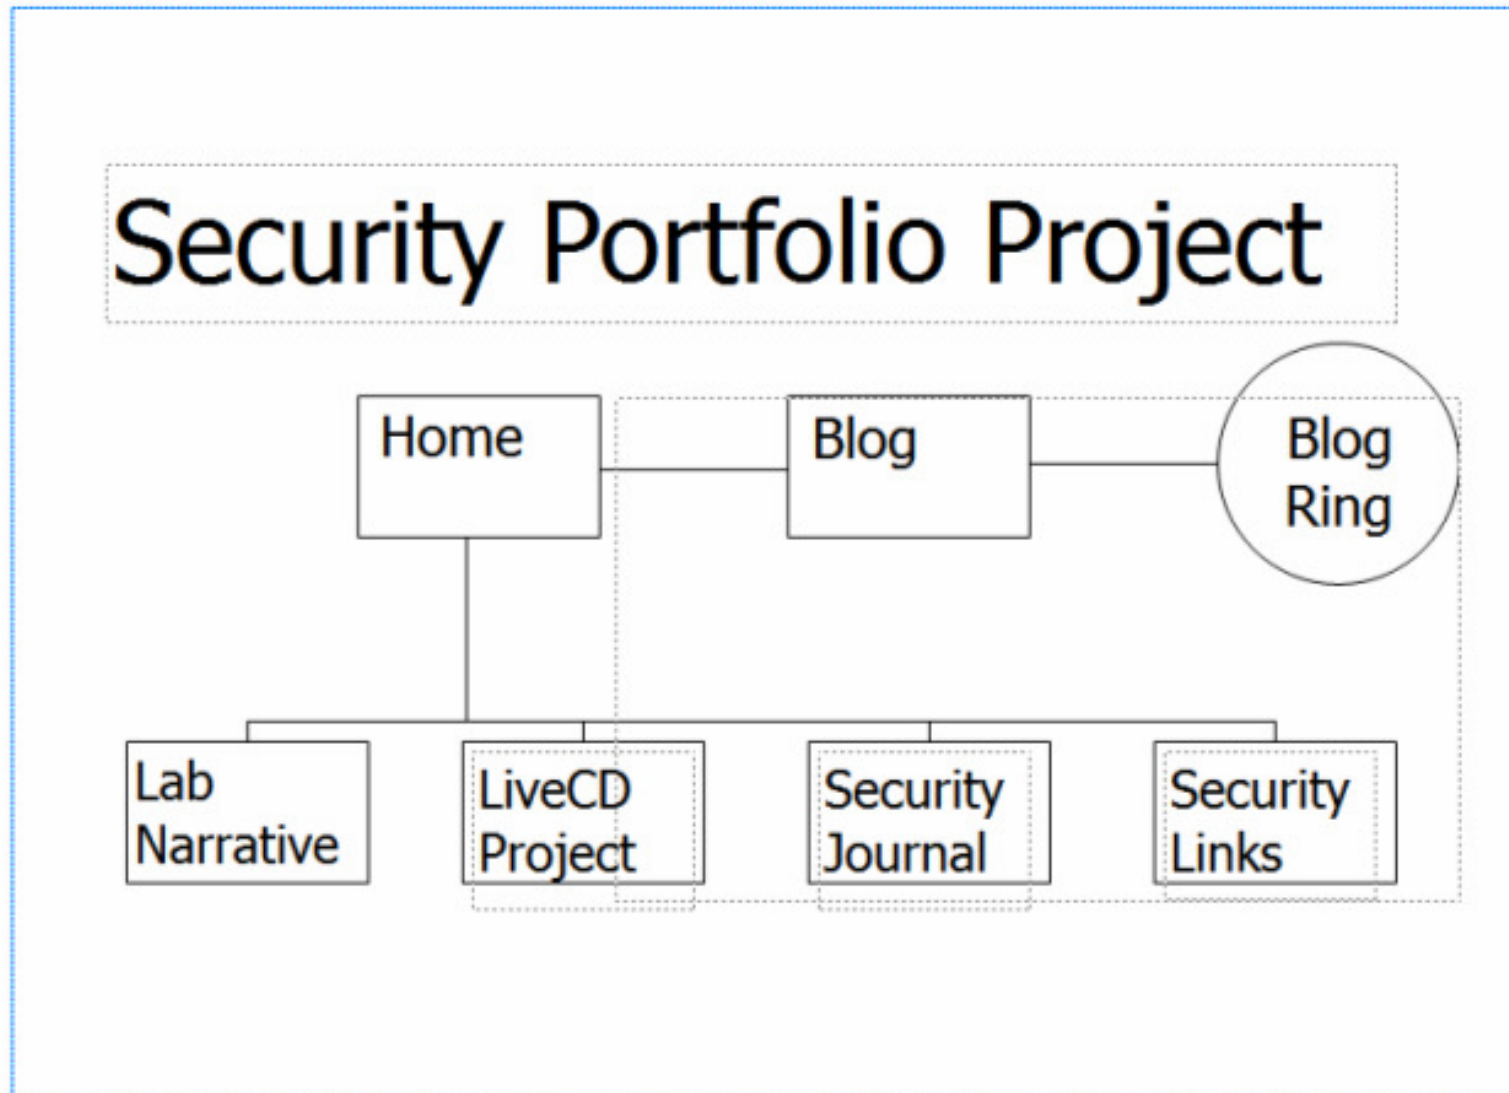 Security Portfolio Project
Home
Blog
Blog
Ring
Lab
Narrative
LiveCD
Project
Security
Journal
Security
Links